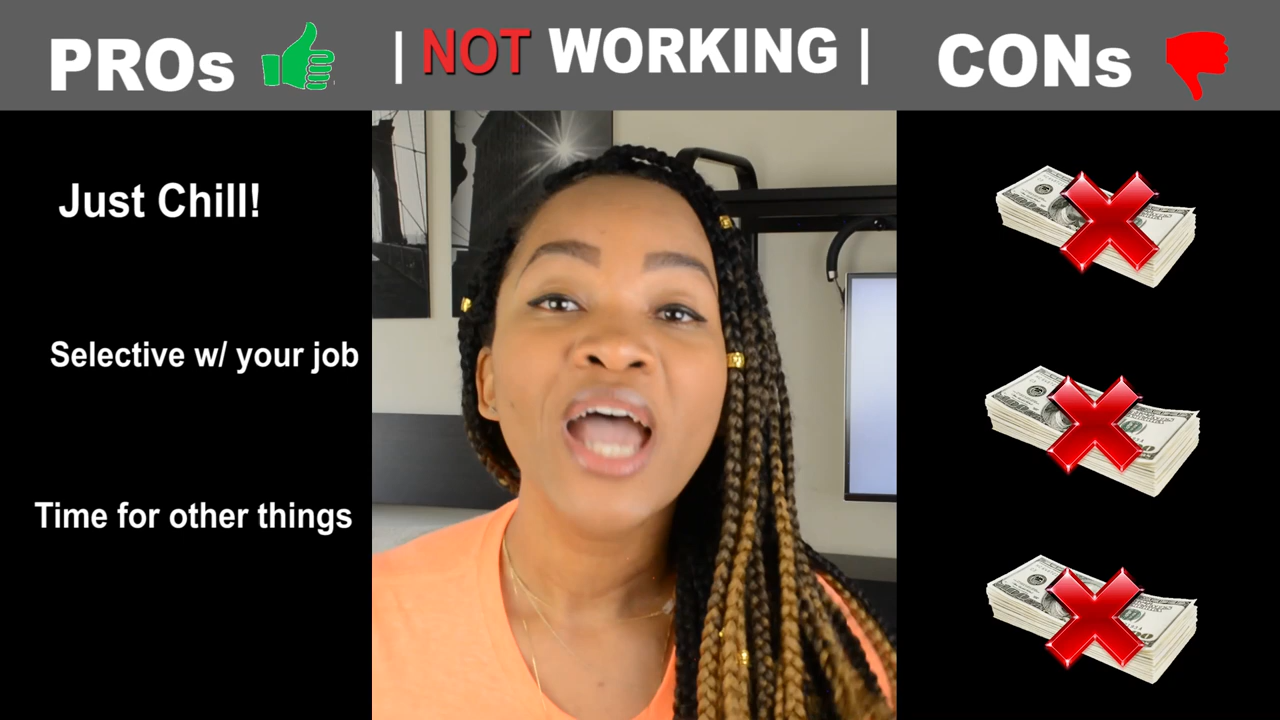 PROs
| NOT WORKING |
CONs
Just Chill!
Selective w/ your job
Time for other things